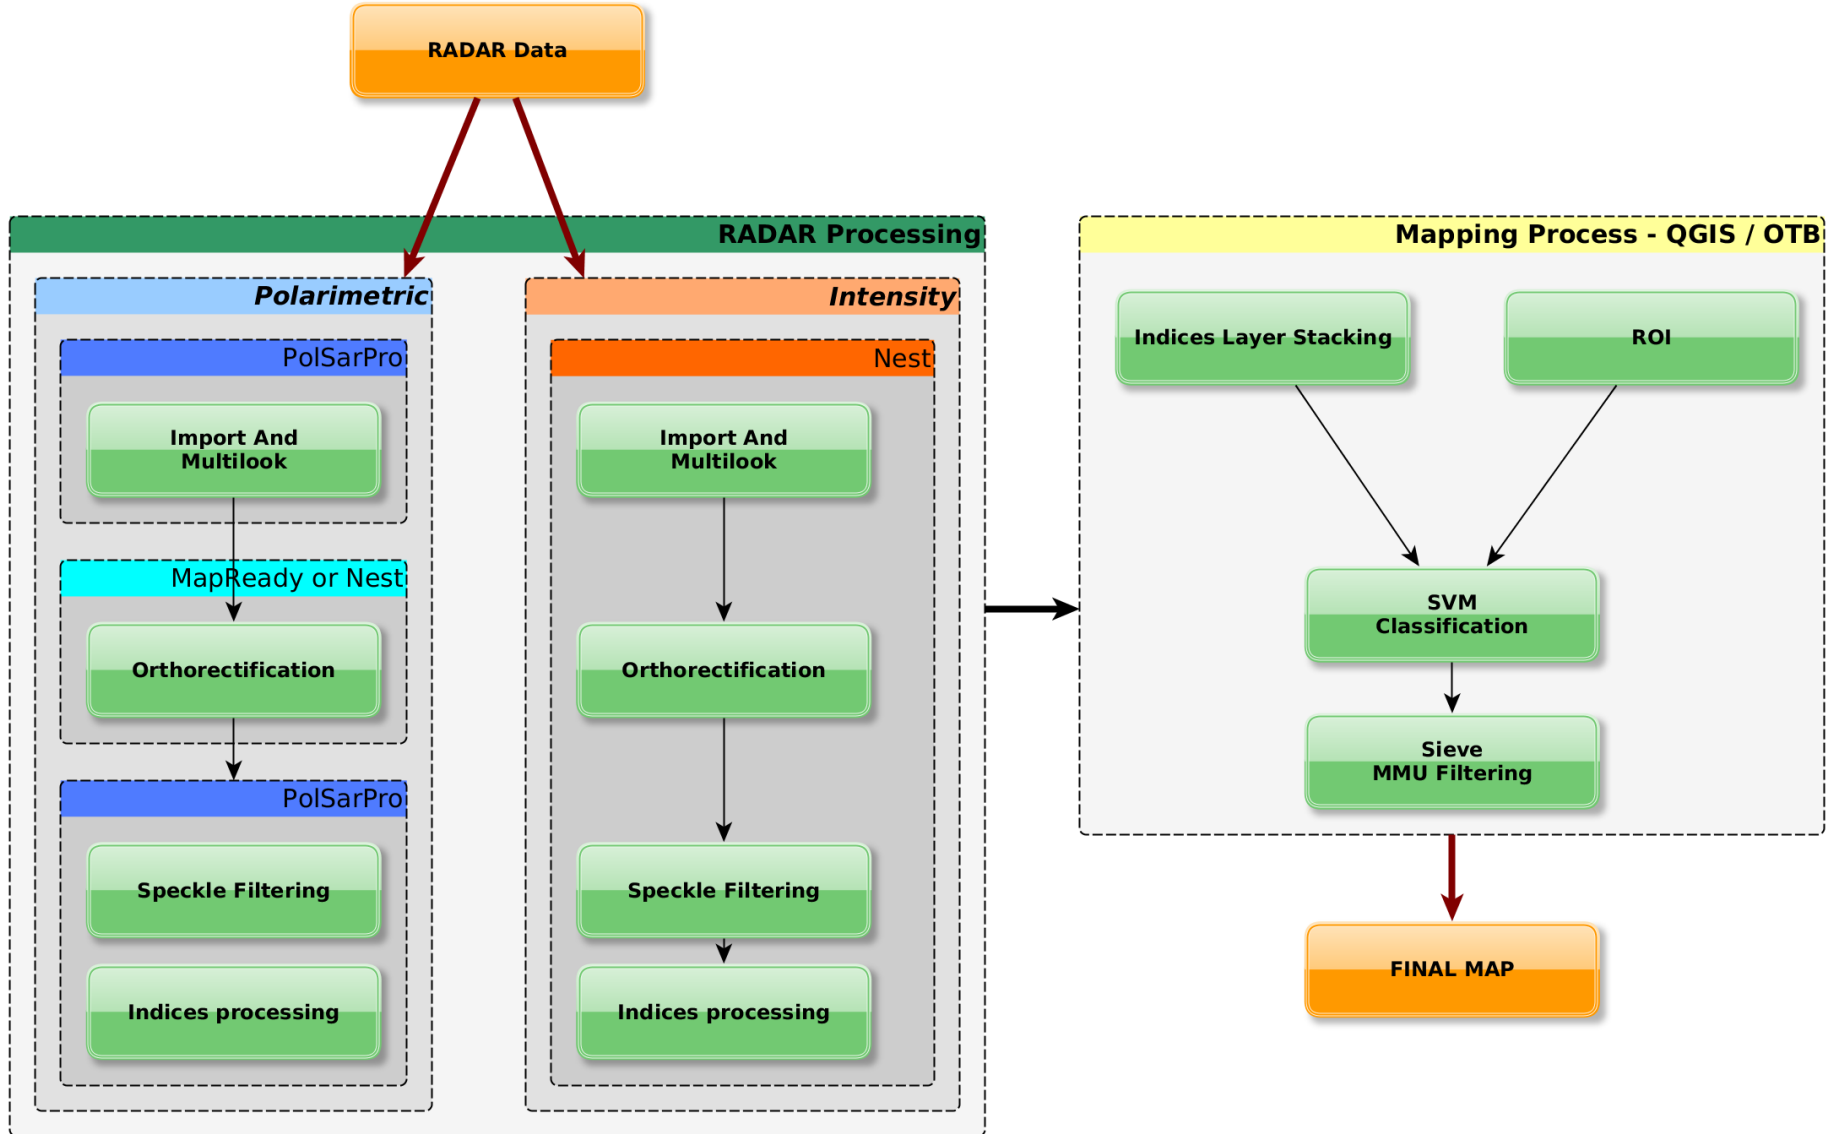 RADAR Data
RADAR Processing
Polarimetric
PolSarPro
Import And
Multilook
MapReady or Nest
Orthorectification
PolSarPro
Speckle Filtering
Indices processing
Intensity
Nest
Import And
Multilook
Orthorectification
Speckle Filtering
Indices processing
Mapping Process - QGIS / OTB
Indices Layer Stacking
ROI
SVM
Classification
Sieve
MMU Filtering
FINAL MAP